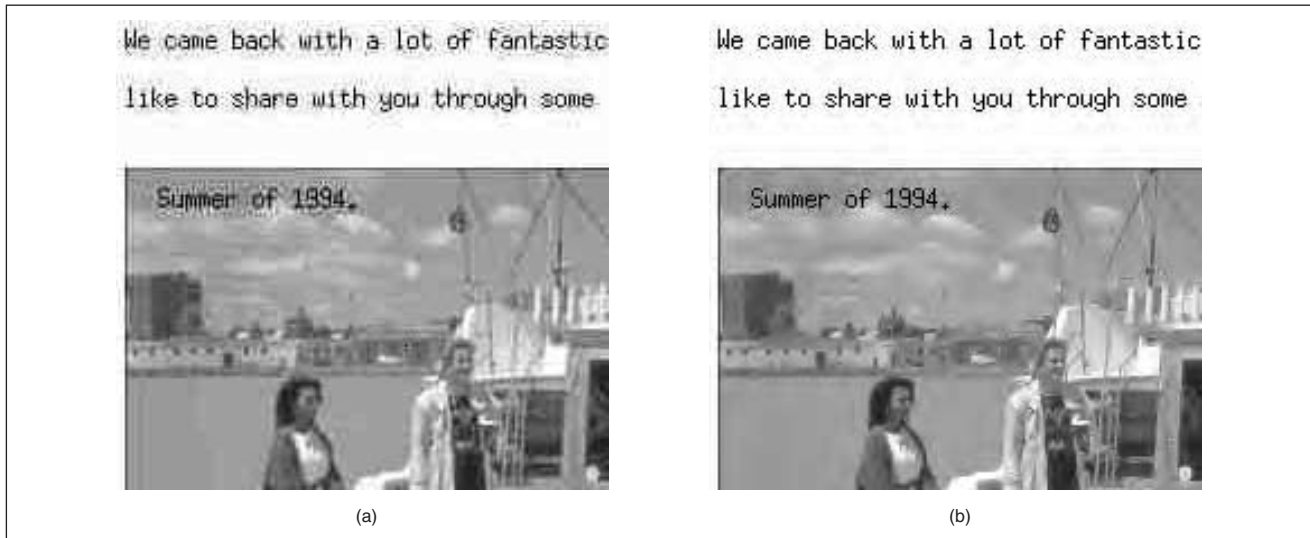 We came back with a lot of fantastic
We came back with a lot of fantastic
like to share with you through some
like to share with you through some
Summer of 1994.
Summer of 1994.
(a)
(b)